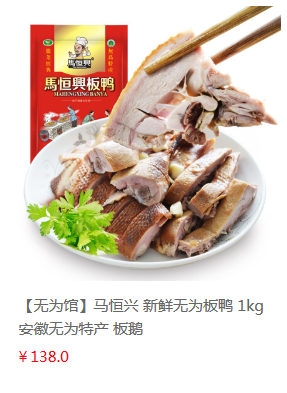 馬恒興
馬恒興板鴨
MAHENGXING BANYA
【无为馆】马恒兴 新鲜无为板鸭 1kg
安徽无为特产 板鹅
¥138.0